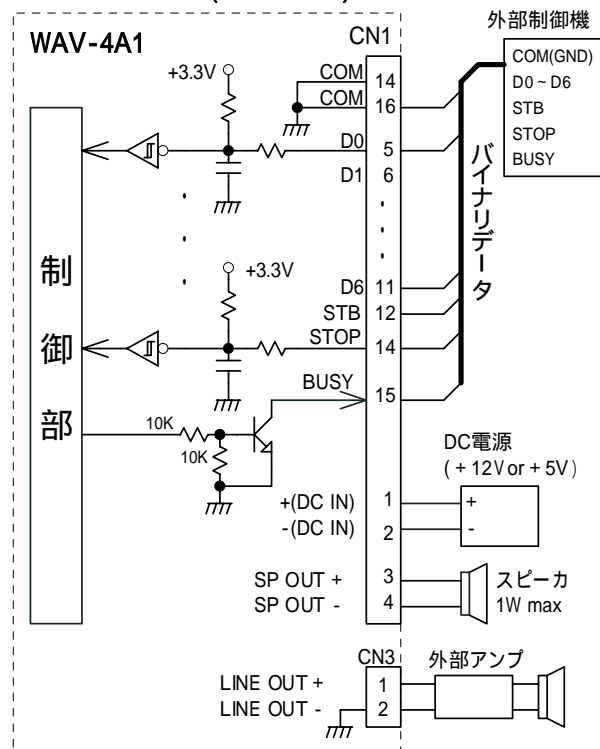 WAV-4A1
CN1
外部制御機
COM(GND)
D0~D6
STB
STOP
BUSY
+3.3V
COM 14
COM 16
D0 5
D1 6
バイナリデータ
制御部
+3.3V
D6 11
STB 12
STOP 14
BUSY 15
10K
10K
DC電源
(+12V or +5V)
+(DC IN) 1 +
-(DC IN) 2 -
SP OUT + 3
SP OUT - 4
スピーカ
1W max
CN3
外部アンプ
LINE OUT + 1
LINE OUT - 2